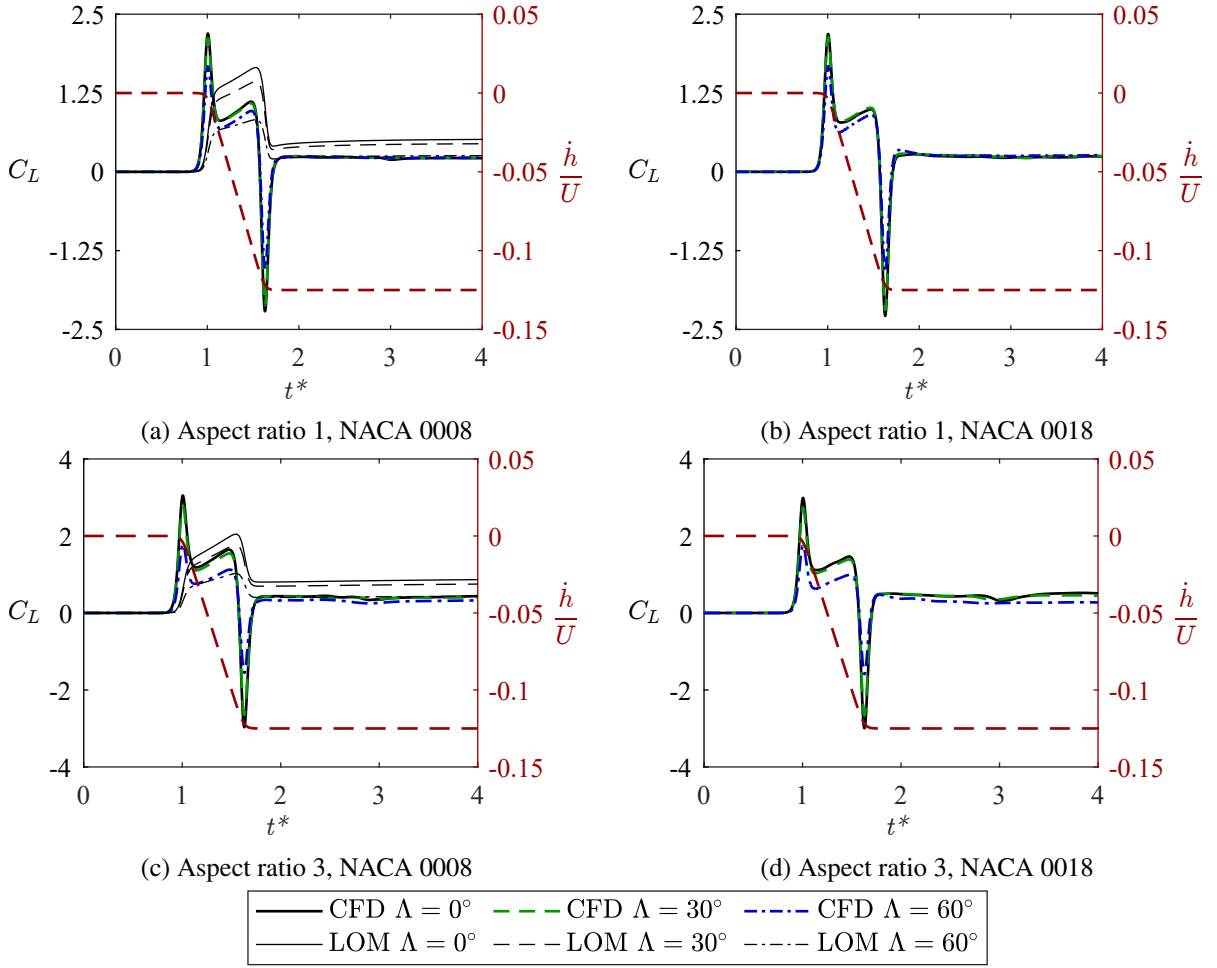 2.5 0.05 2.5 0.05
1.25 0 1.25 0
C_L 0 -0.05 ḣ/U C_L 0 -0.05 ḣ/U
-1.25 -0.1 -1.25 -0.1
-2.5 -0.15 -2.5 -0.15
0 1 2 3 4 0 1 2 3 4
t* t*
(a) Aspect ratio 1, NACA 0008 (b) Aspect ratio 1, NACA 0018
4 0.05 4 0.05
2 0 2 0
C_L 0 -0.05 ḣ/U C_L 0 -0.05 ḣ/U
-2 -0.1 -2 -0.1
-4 -0.15 -4 -0.15
0 1 2 3 4 0 1 2 3 4
t* t*
(c) Aspect ratio 3, NACA 0008 (d) Aspect ratio 3, NACA 0018
CFD Λ = 0° CFD Λ = 30° CFD Λ = 60°
LOM Λ = 0° LOM Λ = 30° LOM Λ = 60°